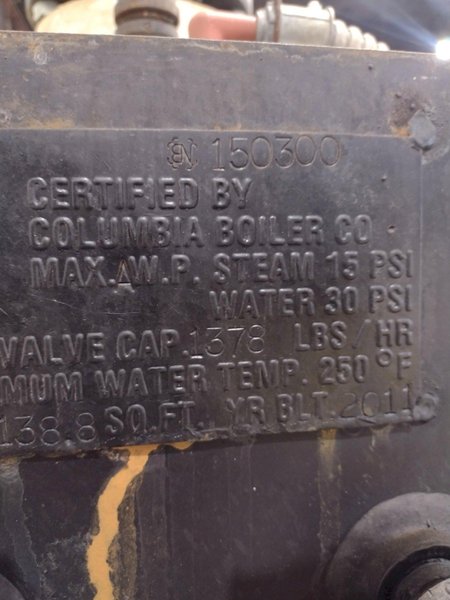 150300
CERTIFIED BY
COLUMBIA BOILER CO
MAX. A.W.P. STEAM 15 PSI
WATER 30 PSI
VALVE CAP. 1378 LBS/HR
MUM WATER TEMP. 250°F
138.8 SQ.FT. YR BLT. 2011